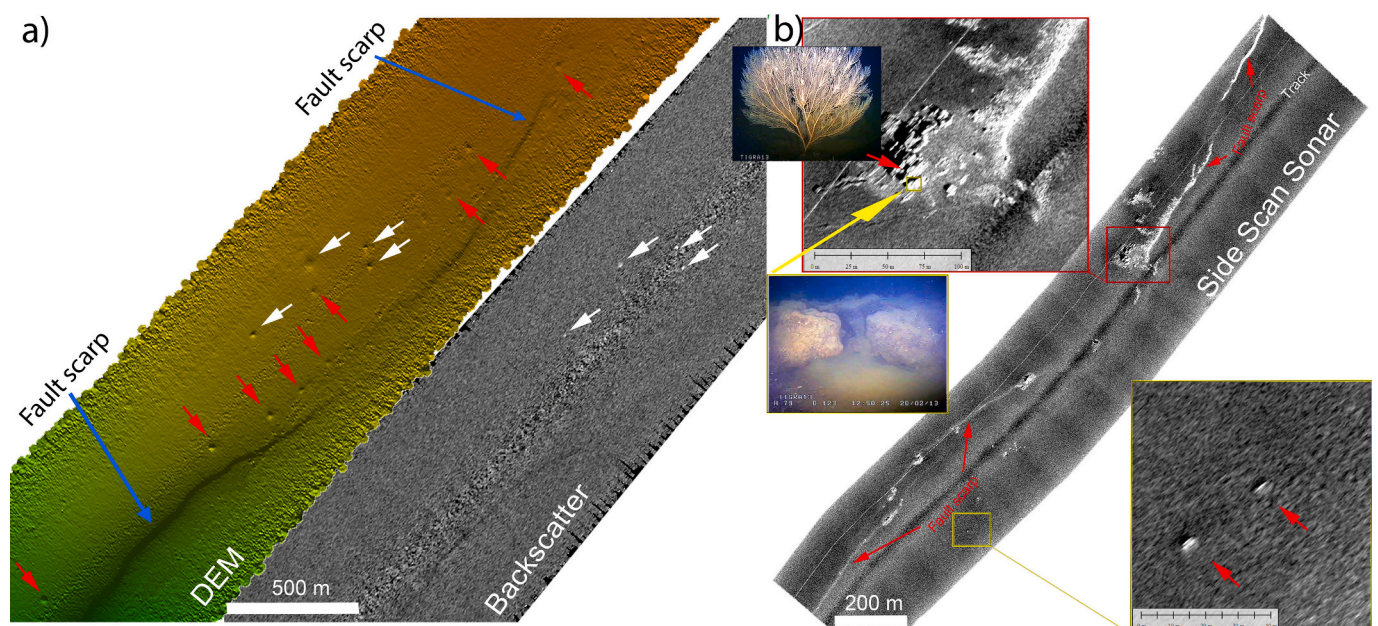 a)
Fault scarp
Fault scarp
DEM
500 m
Backscatter
b)
TIGRA13
0 m 25 m 50 m 75 m 100 m
Track
Fault scarp
Side Scan Sonar
Fault scarp
200 m